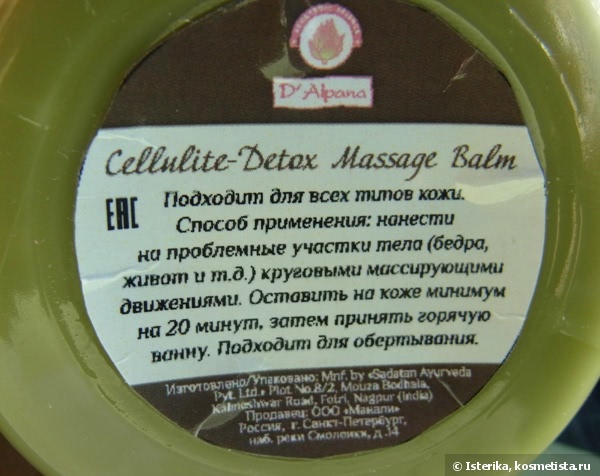 D'Alpana
Cellulite-Detox Massage Balm
EAC
Подходит для всех типов кожи.
Способ применения: нанести
на проблемные участки тела (бедра,
живот и т.д.) круговыми массирующими
движениями. Оставить на коже минимум
на 20 минут, затем принять горячую
ванну. Подходит для обертывания.
Изготовлено/Упаковано: Mnf. by «Sadatan Ayurveda
Pvt. Ltd.» Plot No.8/2, Mouza Bodhala,
Kalmeshwar Road, Fetri, Nagpur (India)
Продавец: ООО «Макали»
Россия, г. Санкт-Петербург,
наб. реки Смоленки, д.14
© Isterika, kosmetista.ru